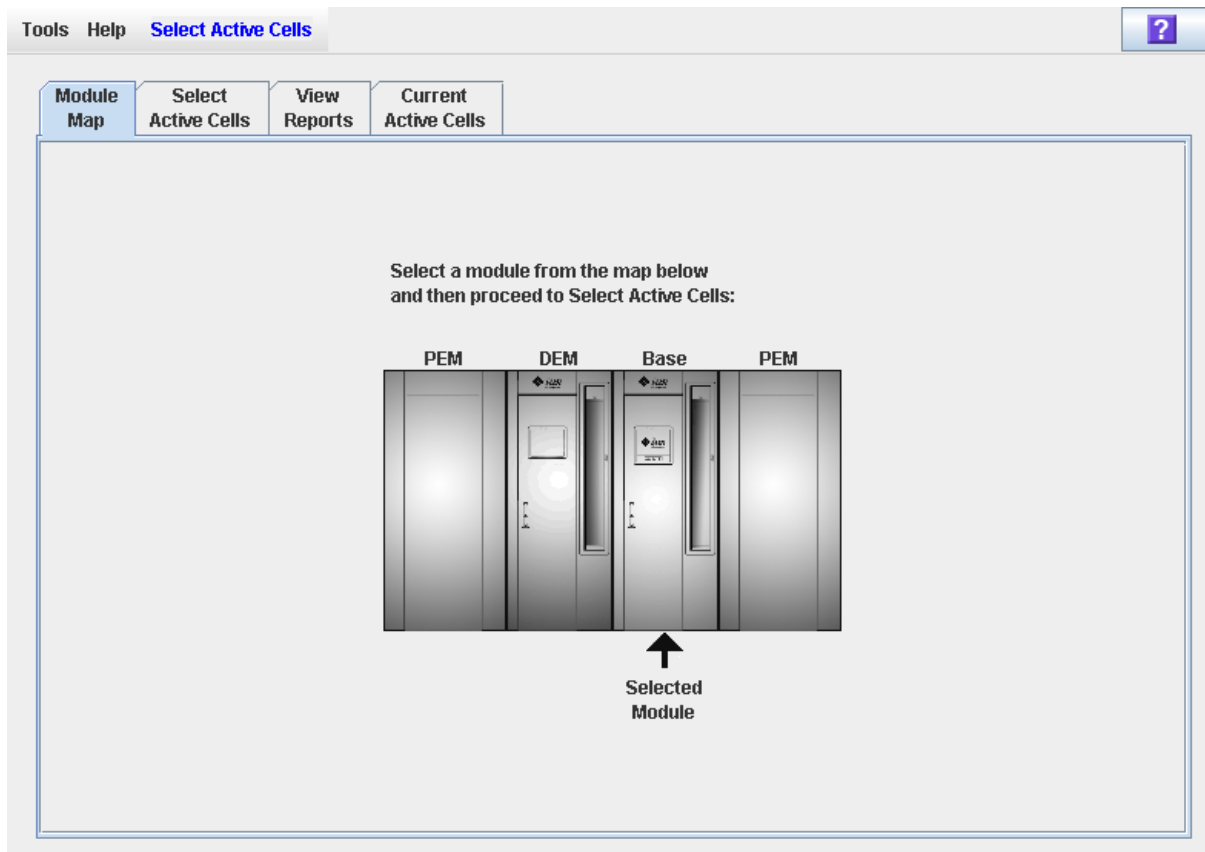 Tools Help Select Active Cells ?
Module Map
Select Active Cells
View Reports
Current Active Cells
Select a module from the map below
and then proceed to Select Active Cells:
PEM DEM Base PEM
Selected
Module